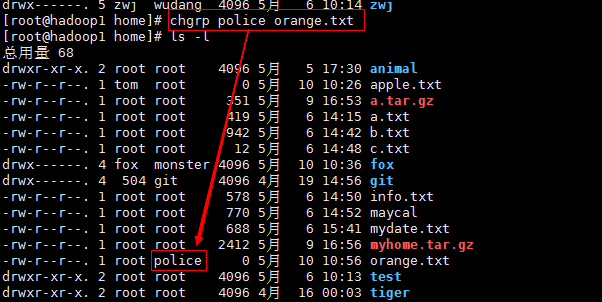 drwx------. 5 zwj  wudang  4096 5月   6 10:14 zwj
[root@hadoop1 home]# chgrp police orange.txt
[root@hadoop1 home]# ls -l
总用量 68
drwxr-xr-x. 2 root root    4096 5月   5 17:30 animal
-rw-r--r--. 1 tom  root       0 5月  10 10:26 apple.txt
-rw-r--r--. 1 root root     351 5月   9 16:53 a.tar.gz
-rw-r--r--. 1 root root     419 5月   6 14:15 a.txt
-rw-r--r--. 1 root root     942 5月   6 14:42 b.txt
-rw-r--r--. 1 root root      12 5月   6 14:48 c.txt
drwx------. 4 fox  monster 4096 5月  10 10:36 fox
drwx------. 4  504 git     4096 4月  19 14:56 git
-rw-r--r--. 1 root root     578 5月   6 14:50 info.txt
-rw-r--r--. 1 root root     770 5月   6 14:52 maycal
-rw-r--r--. 1 root root     688 5月   6 15:41 mydate.txt
-rw-r--r--. 1 root root    2412 5月   9 16:56 myhome.tar.gz
-rw-r--r--. 1 root police     0 5月  10 10:56 orange.txt
drwxr-xr-x. 2 root root    4096 5月   6 10:13 test
drwxr-xr-x. 2 root root    4096 4月  16 00:03 tiger